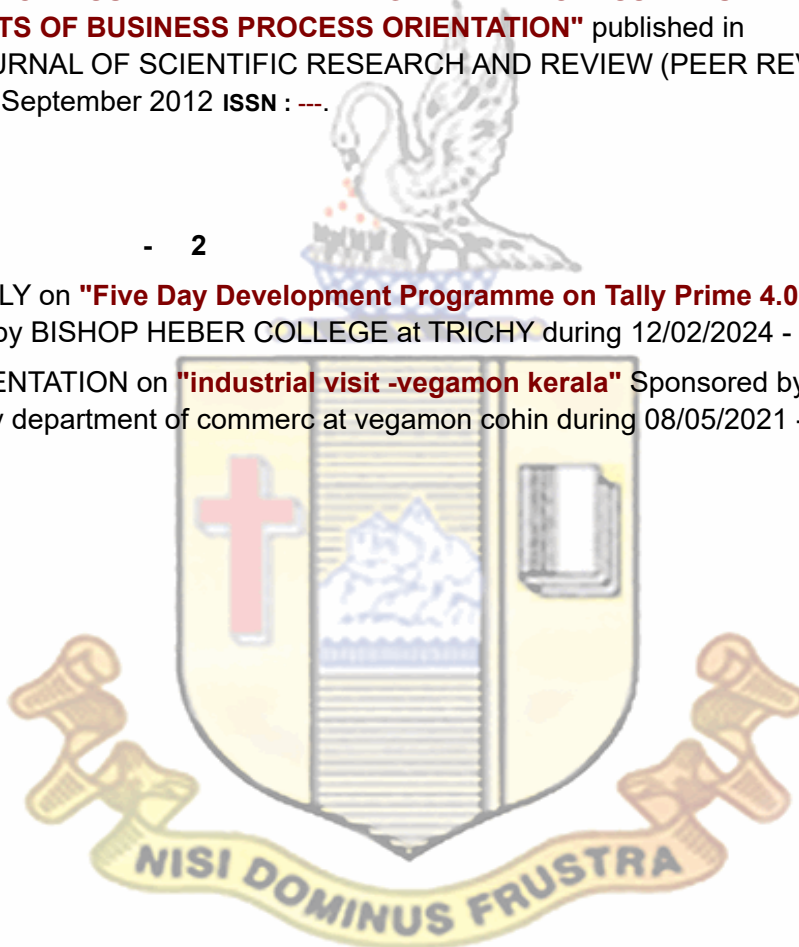 TS OF BUSINESS PROCESS ORIENTATION" published in
URNAL OF SCIENTIFIC RESEARCH AND REVIEW (PEER REV
September 2012 ISSN : ---.
- 2
LY on "Five Day Development Programme on Tally Prime 4.0
by BISHOP HEBER COLLEGE at TRICHY during 12/02/2024 -
ENTATION on "industrial visit -vegamon kerala" Sponsored by
y department of commerc at vegamon cohin during 08/05/2021 -
NISI DOMINUS FRUSTRA